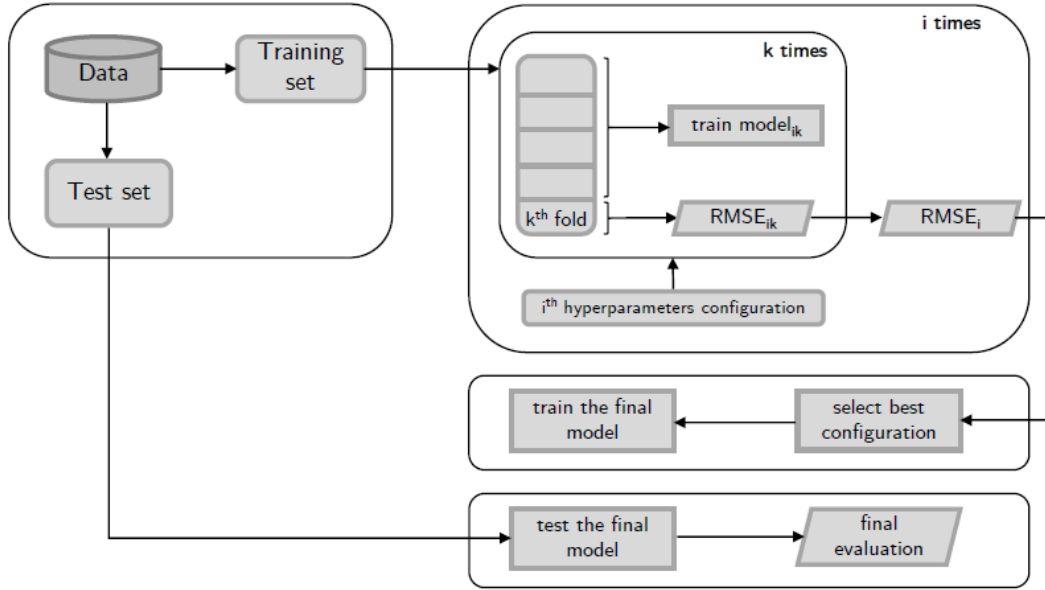 Data
Training
set
Test set
i times
k times
train model_ik
k^th fold
RMSE_ik
RMSE_i
i^th hyperparameters configuration
train the final
model
select best
configuration
test the final
model
final
evaluation